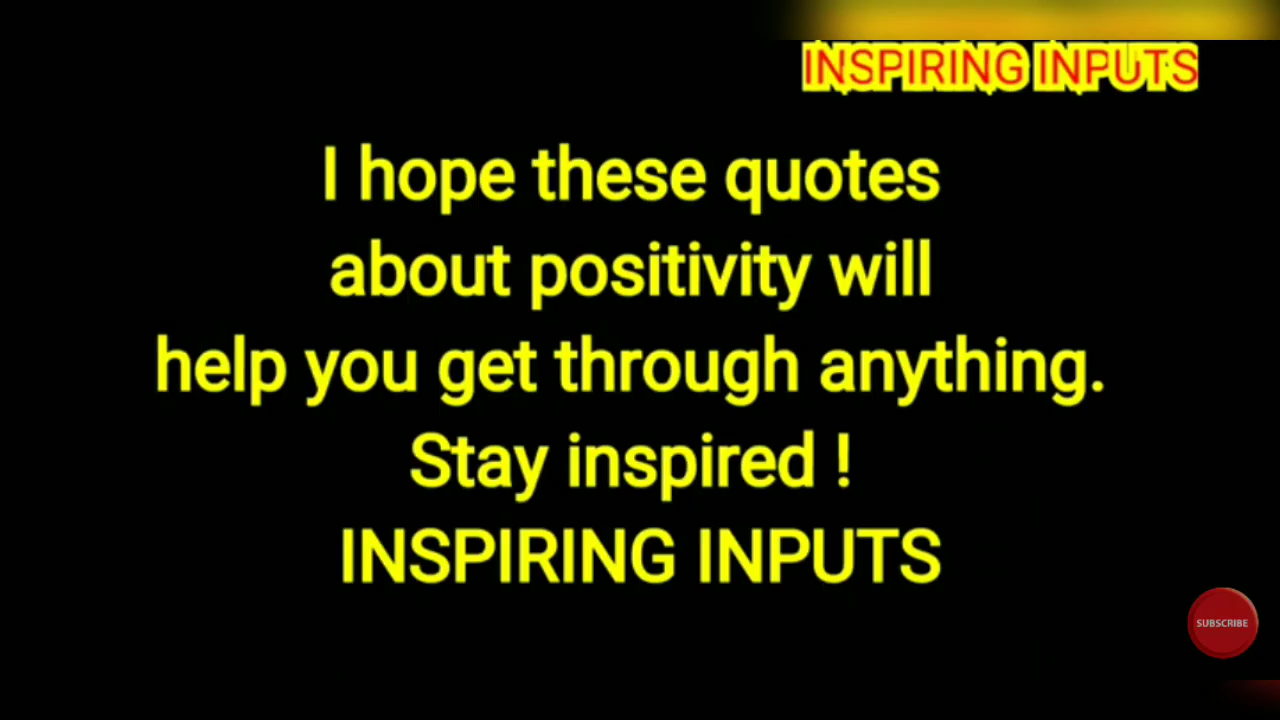 INSPIRING INPUTS
I hope these quotes
about positivity will
help you get through anything.
Stay inspired !
INSPIRING INPUTS
SUBSCRIBE